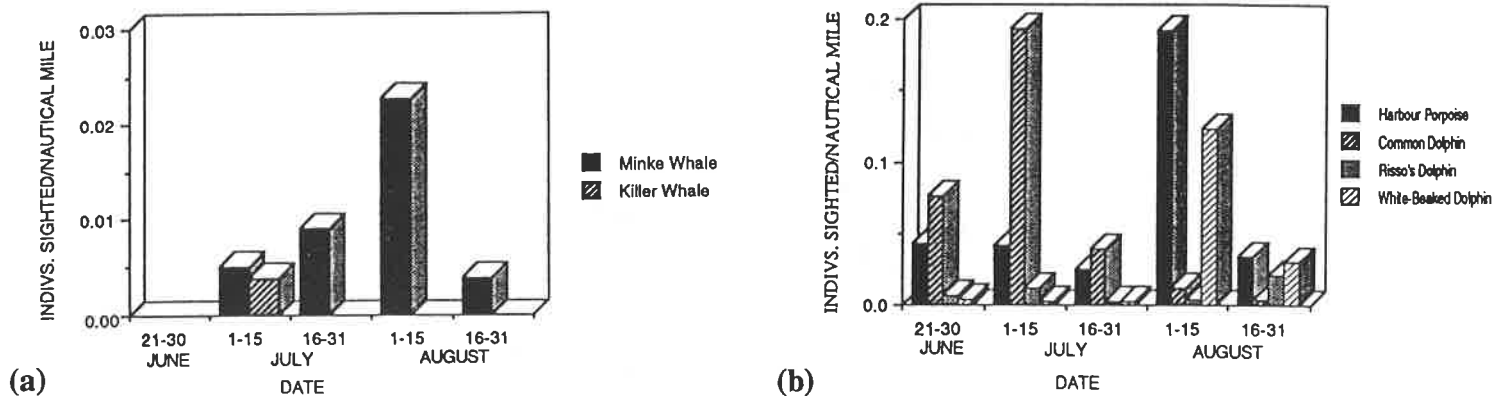 INDIVS. SIGHTED/NAUTICAL MILE
0.03
0.02
0.01
0.00
21-30
1-15
16-31
1-15
16-31
JUNE
JULY
AUGUST
DATE
Minke Whale
Killer Whale
(a)
INDIVS. SIGHTED/NAUTICAL MILE
0.2
0.1
0.0
21-30
1-15
16-31
1-15
16-31
JUNE
JULY
AUGUST
DATE
Harbour Porpoise
Common Dolphin
Risso's Dolphin
White-Beaked Dolphin
(b)